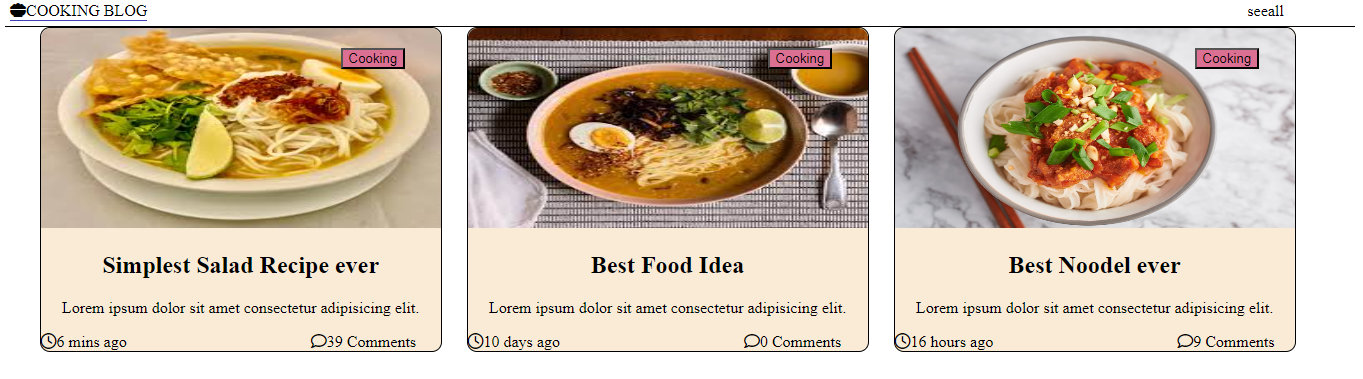 COOKING BLOG
seeall
Cooking
Cooking
Cooking
Simplest Salad Recipe ever
Best Food Idea
Best Noodel ever
Lorem ipsum dolor sit amet consectetur adipisicing elit.
Lorem ipsum dolor sit amet consectetur adipisicing elit.
Lorem ipsum dolor sit amet consectetur adipisicing elit.
6 mins ago
39 Comments
10 days ago
0 Comments
16 hours ago
9 Comments